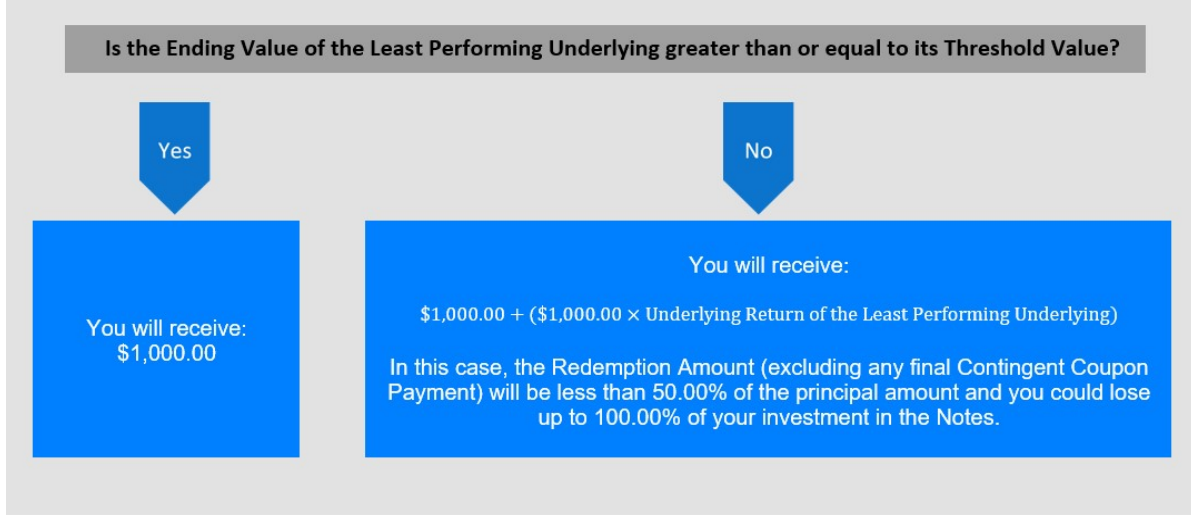 Is the Ending Value of the Least Performing Underlying greater than or equal to its Threshold Value?
Yes
No
You will receive:
$1,000.00
You will receive:
$1,000.00 + ($1,000.00 × Underlying Return of the Least Performing Underlying)
In this case, the Redemption Amount (excluding any final Contingent Coupon
Payment) will be less than 50.00% of the principal amount and you could lose
up to 100.00% of your investment in the Notes.